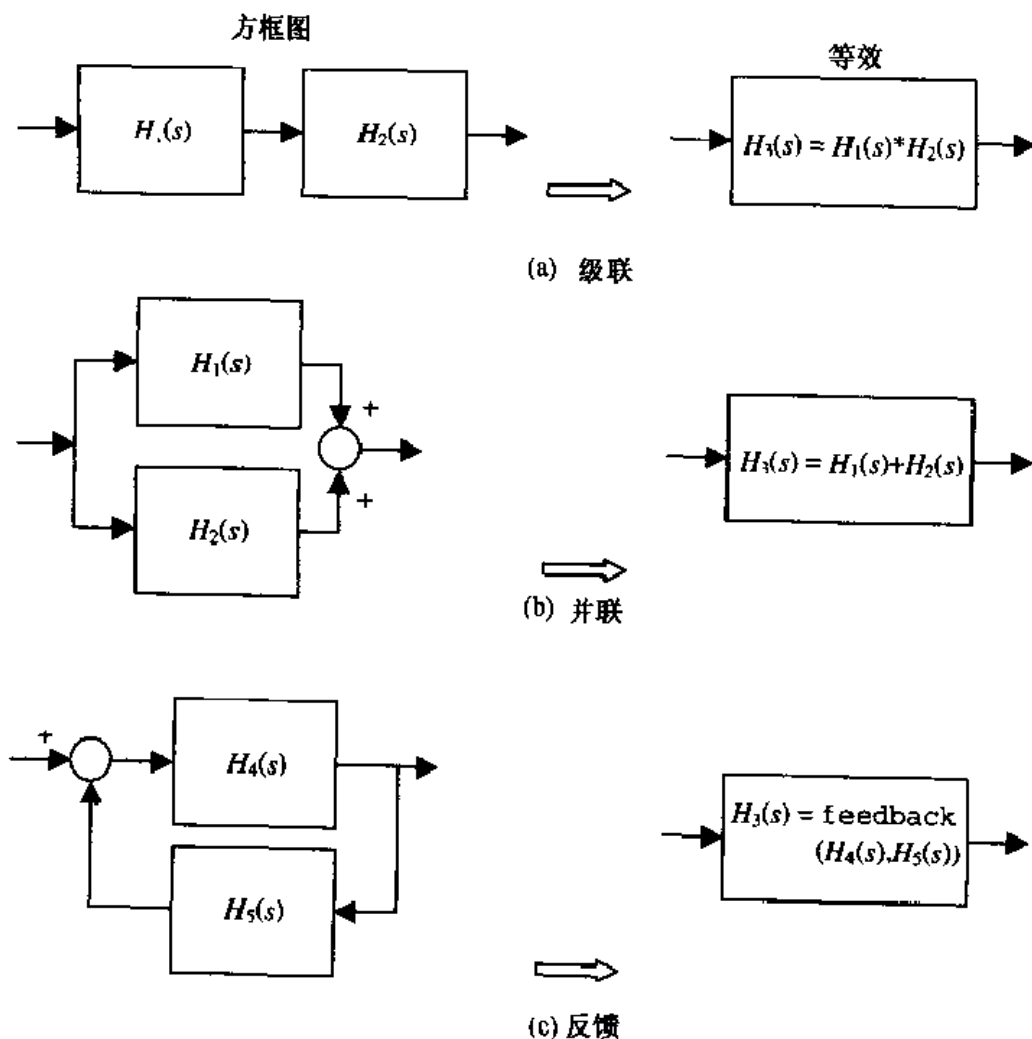 方框图
等效
H.(s)
H₂(s)
H₃(s) = H₁(s)*H₂(s)
(a) 级联
H₁(s)
+
H₂(s)
+
H₃(s) = H₁(s)+H₂(s)
(b) 并联
+
H₄(s)
H₅(s)
H₃(s) = feedback
(H₄(s),H₅(s))
(c) 反馈